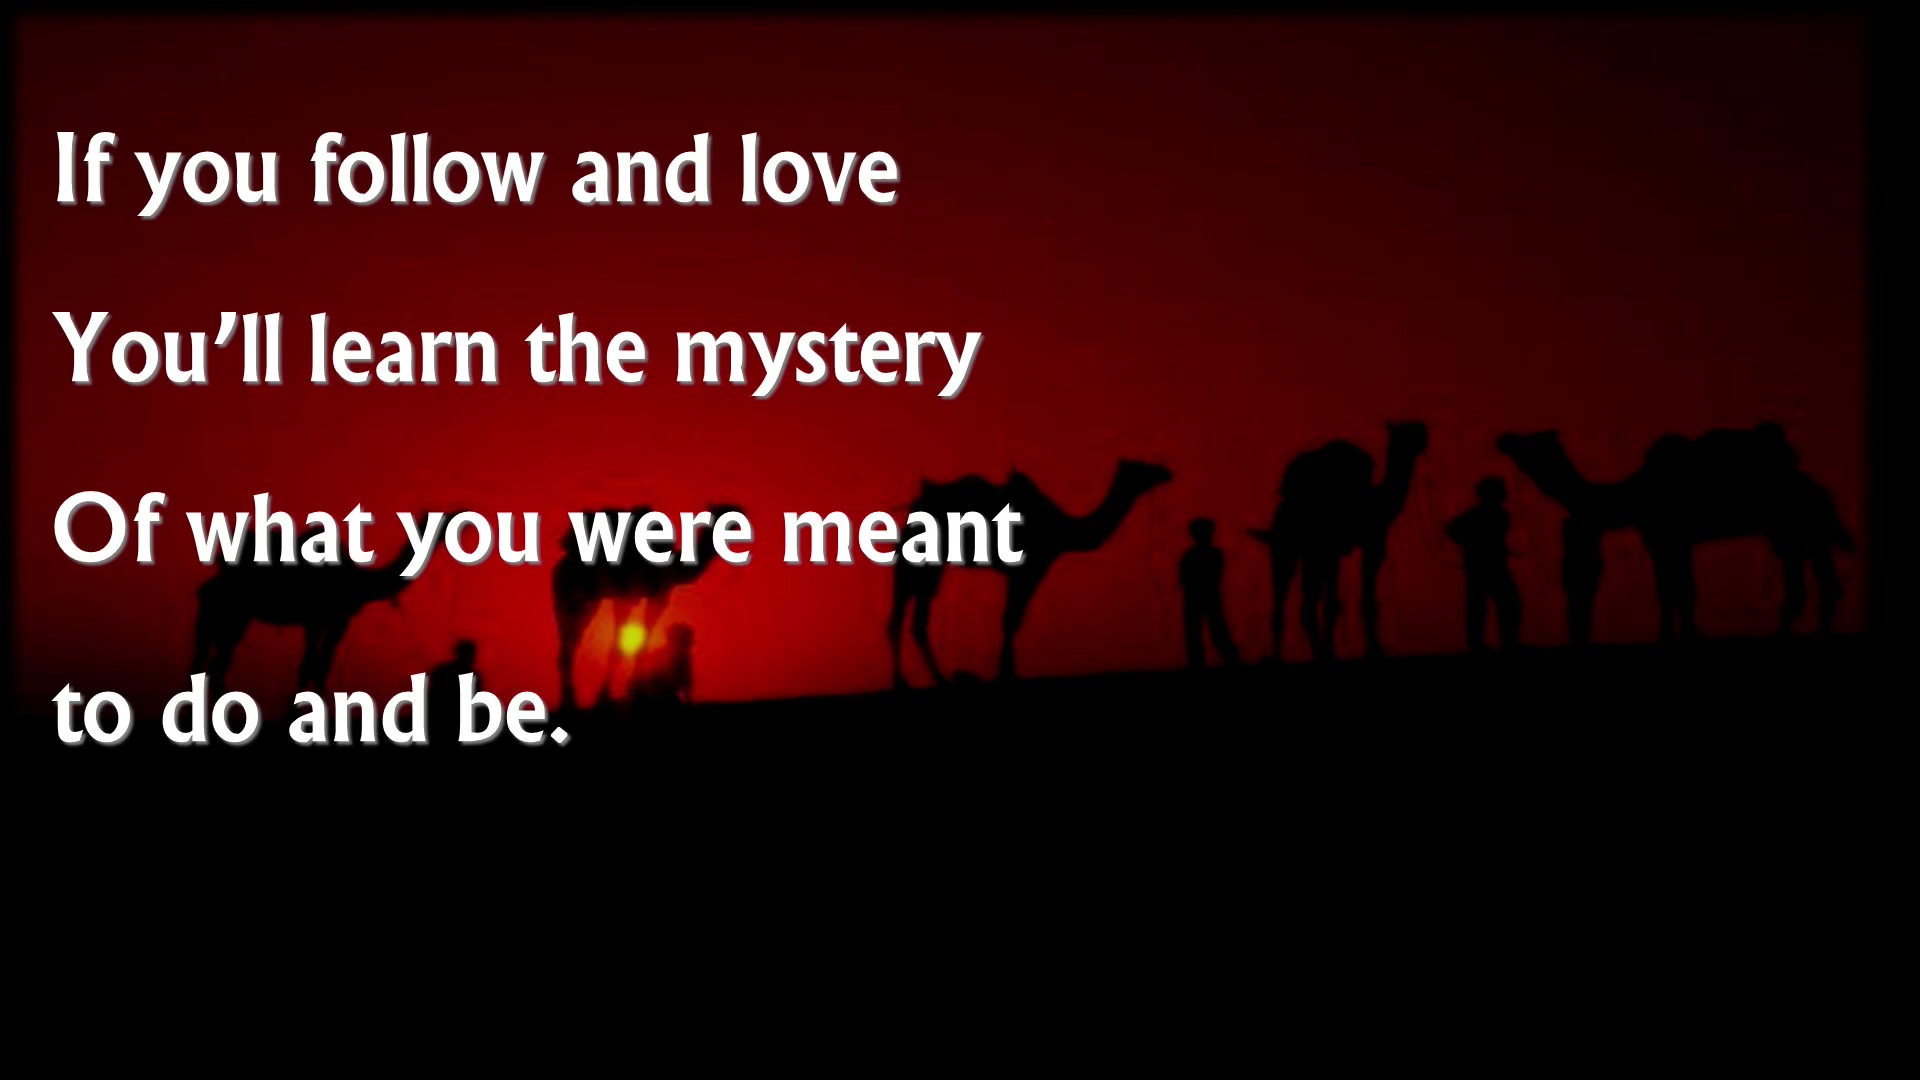 If you follow and love
You’ll learn the mystery
Of what you were meant
to do and be.